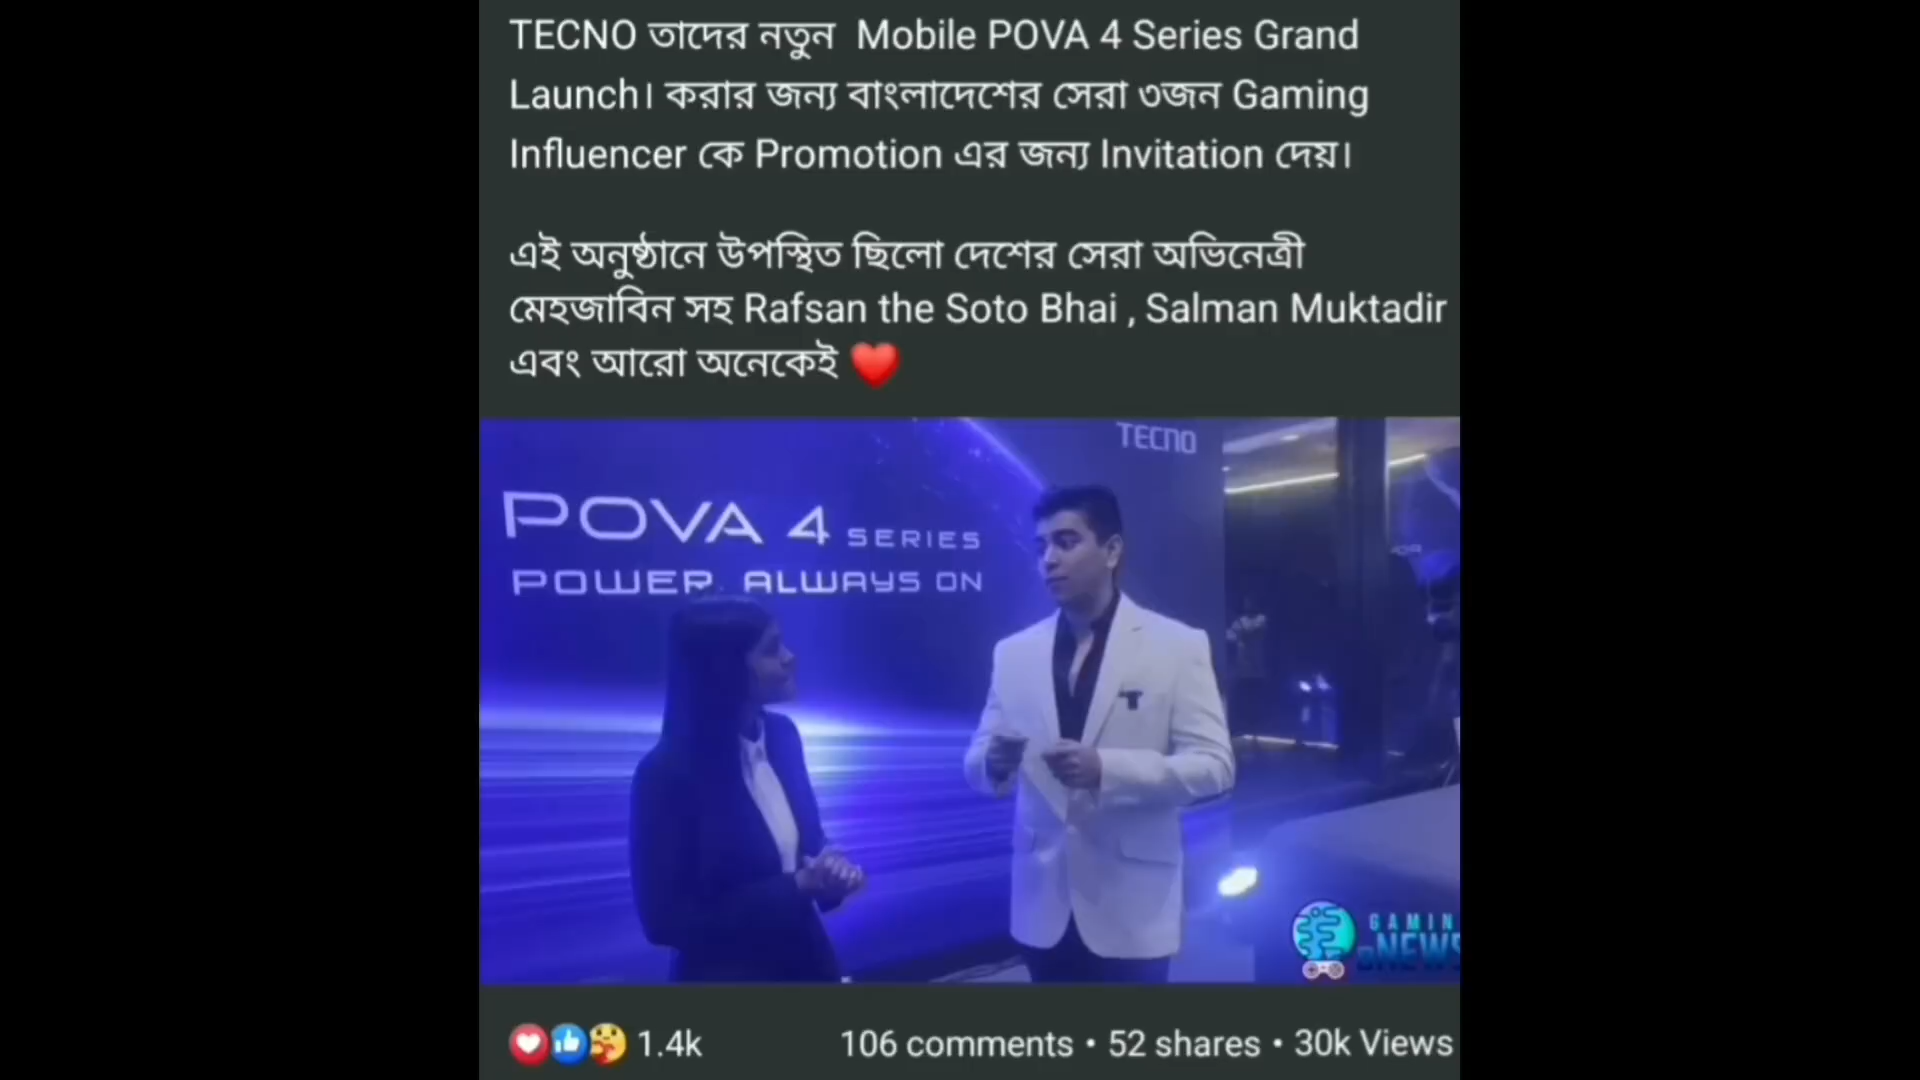 TECNO তাদের নতুন Mobile POVA 4 Series Grand
Launch। করার জন্য বাংলাদেশের সেরা ৩জন Gaming
Influencer কে Promotion এর জন্য Invitation দেয়।
এই অনুষ্ঠানে উপস্থিত ছিলো দেশের সেরা অভিনেত্রী
মেহজাবিন সহ Rafsan the Soto Bhai , Salman Muktadir
এবং আরো অনেকেই ❤️
TECNO
POVA 4 SERIES
POWER ALWAYS ON
GAMIN
NEWS
1.4k 106 comments • 52 shares • 30k Views